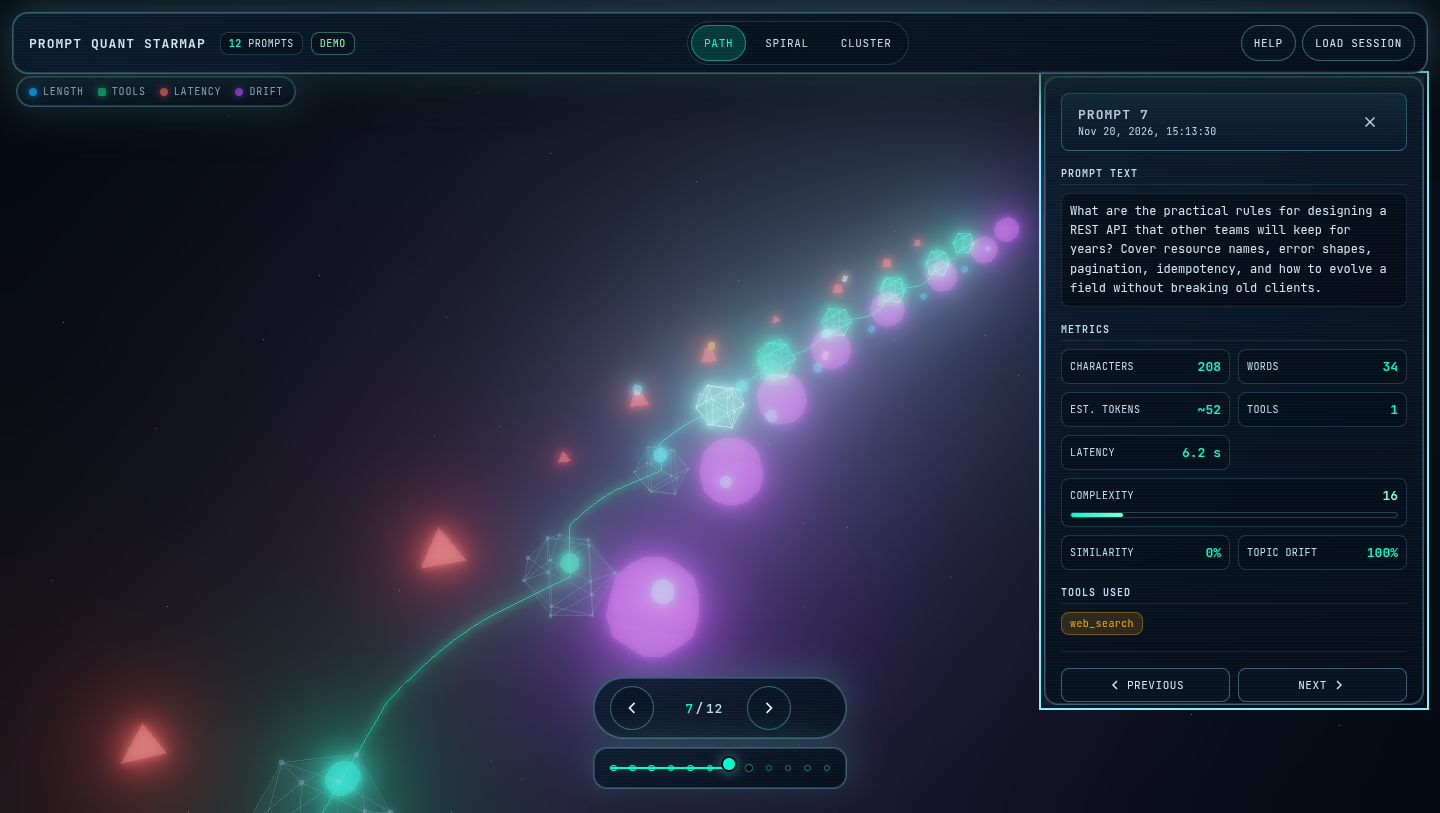 PROMPT QUANT STARMAP 12 PROMPTS DEMO PATH SPIRAL CLUSTER HELP LOAD SESSION
LENGTH TOOLS LATENCY DRIFT
PROMPT 7
Nov 20, 2026, 15:13:30
PROMPT TEXT
What are the practical rules for designing a
REST API that other teams will keep for
years? Cover resource names, error shapes,
pagination, idempotency, and how to evolve a
field without breaking old clients.
METRICS
CHARACTERS 208 WORDS 34
EST. TOKENS ~52 TOOLS 1
LATENCY 6.2 s
COMPLEXITY 16
SIMILARITY 0% TOPIC DRIFT 100%
TOOLS USED
web_search
PREVIOUS NEXT
7/12